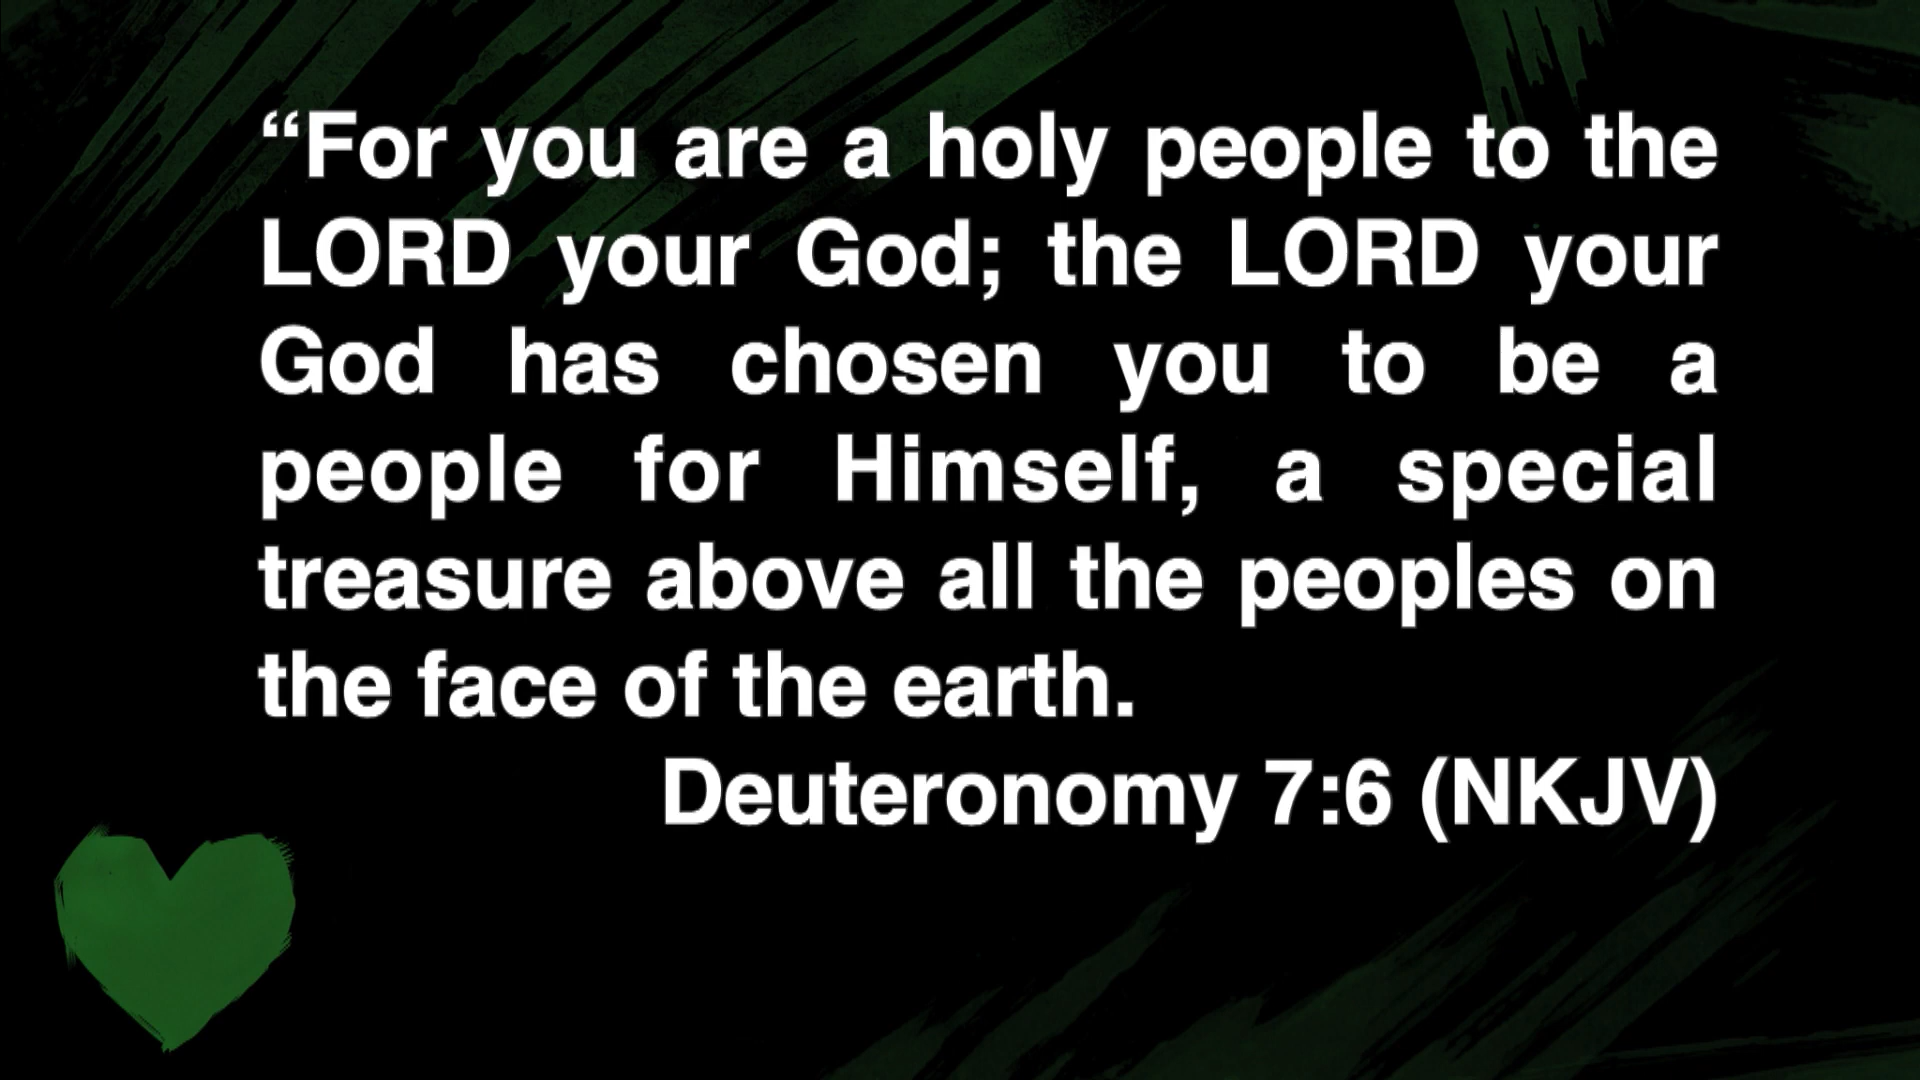 “For you are a holy people to the
LORD your God; the LORD your
God has chosen you to be a
people for Himself, a special
treasure above all the peoples on
the face of the earth.
Deuteronomy 7:6 (NKJV)